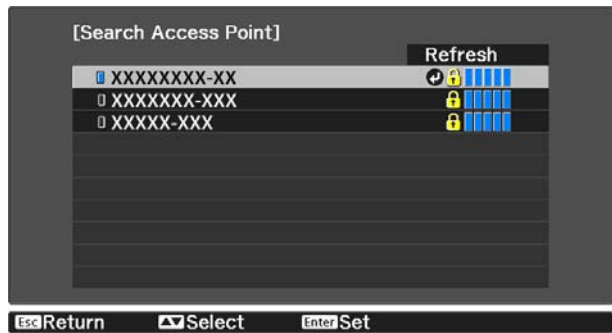 [Search Access Point]
Refresh
XXXXXXXX-XX
XXXXXXX-XXX
XXXXX-XXX
Esc Return Select Enter Set